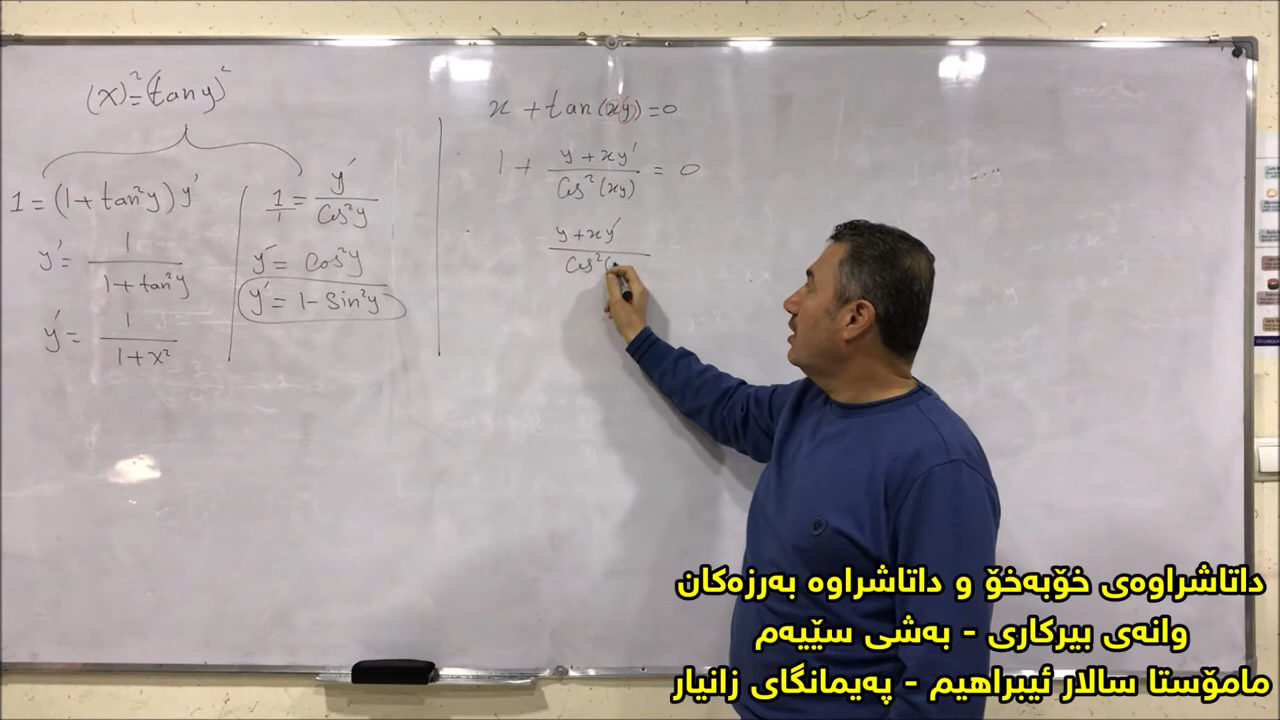 (x)²=(tan y)²
1 = (1+tan²y) y'
y' = 1 / (1+tan²y)
y' = 1 / (1+x²)
1/1 = y' / Cos²y
y' = Cos²y
y' = 1 - Sin²y
x + tan(xy) = 0
1 + (y + xy') / Cos²(xy) = 0
(y + xy') / Cos²(
داتاشراوەی خۆبەخۆ و داتاشراوە بەرزەکان
وانەی بیرکاری - بەشی سێیەم
مامۆستا سالار ئیبراهیم - پەیمانگای زانیار